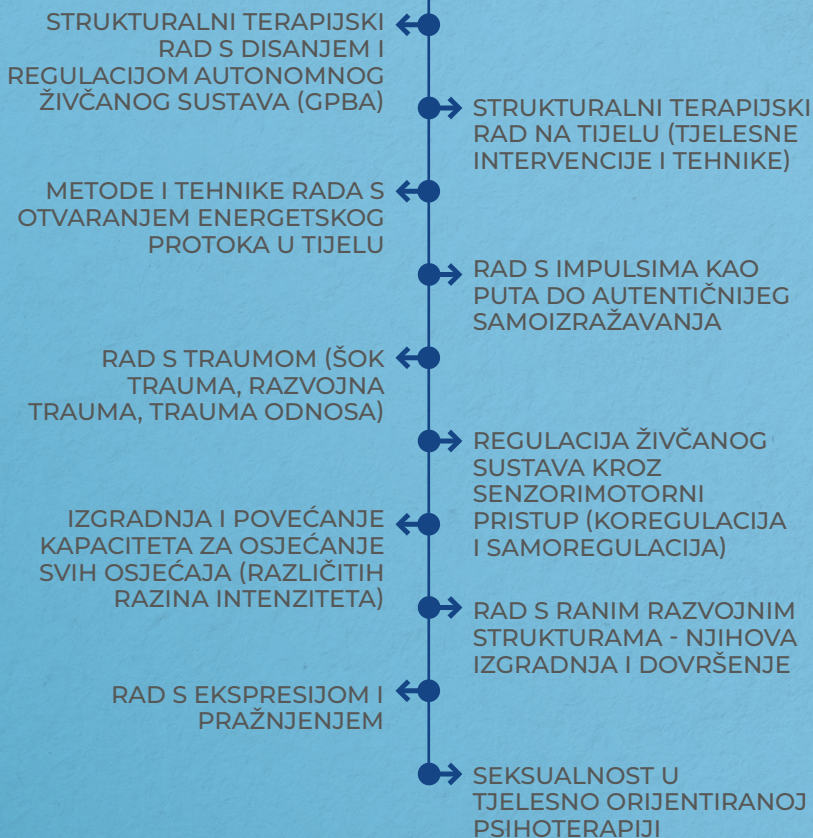 STRUKTURALNI TERAPIJSKI
RAD S DISANJEM I
REGULACIJOM AUTONOMNOG
ŽIVČANOG SUSTAVA (GPBA)
STRUKTURALNI TERAPIJSKI
RAD NA TIJELU (TJELESNE
INTERVENCIJE I TEHNIKE)
METODE I TEHNIKE RADA S
OTVARANJEM ENERGETSKOG
PROTOKA U TIJELU
RAD S IMPULSIMA KAO
PUTA DO AUTENTIČNIJEG
SAMOIZRAŽAVANJA
RAD S TRAUMOM (ŠOK
TRAUMA, RAZVOJNA
TRAUMA, TRAUMA ODNOSA)
REGULACIJA ŽIVČANOG
SUSTAVA KROZ
SENZORIMOTORNI
PRISTUP (KOREGULACIJA
I SAMOREGULACIJA)
IZGRADNJA I POVEĆANJE
KAPACITETA ZA OSJEĆANJE
SVIH OSJEĆAJA (RAZLIČITIH
RAZINA INTENZITETA)
RAD S RANIM RAZVOJNIM
STRUKTURAMA - NJIHOVA
IZGRADNJA I DOVRŠENJE
RAD S EKSPRESIJOM I
PRAŽNJENJEM
SEKSUALNOST U
TJELESNO ORIJENTIRANOJ
PSIHOTERAPIJI